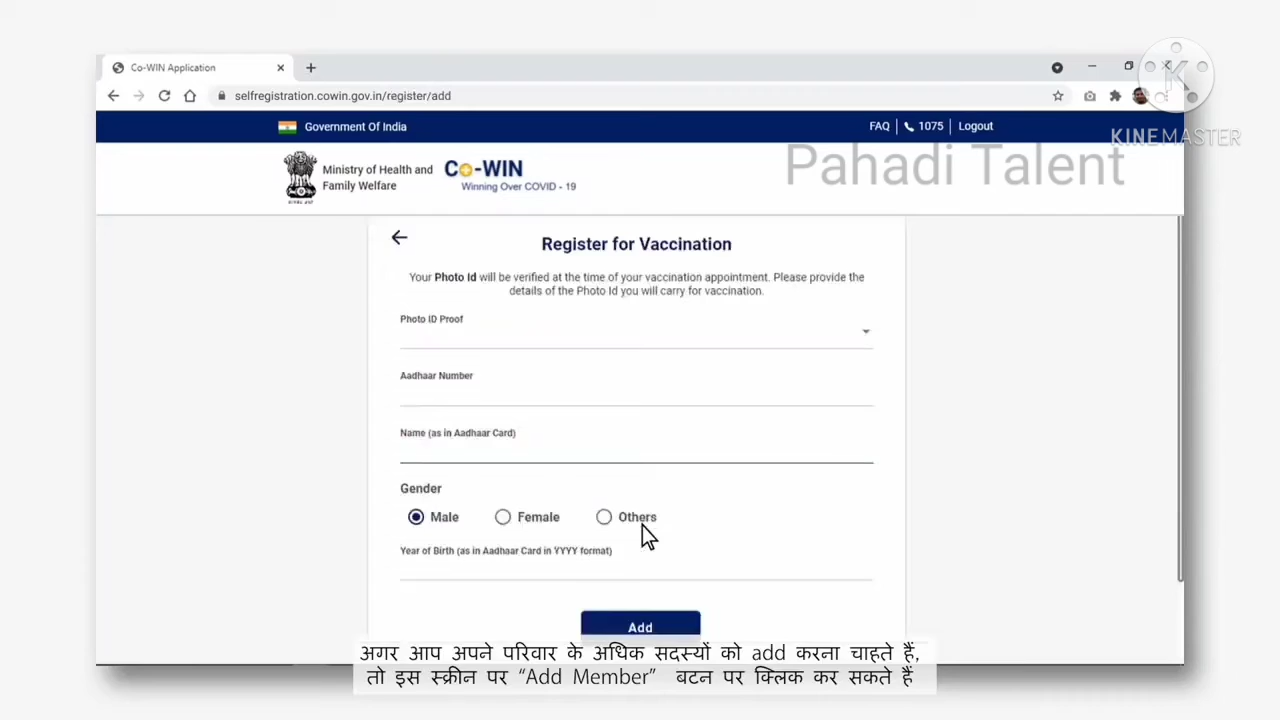 Co-WIN Application
selfregistration.cowin.gov.in/register/add
KINEMASTER
Government Of India
FAQ 1075 Logout
Pahadi Talent
Ministry of Health and
Family Welfare
Co-WIN
Winning Over COVID - 19
Register for Vaccination
Your Photo Id will be verified at the time of your vaccination appointment. Please provide the
details of the Photo Id you will carry for vaccination.
Photo ID Proof
Aadhaar Number
Name (as in Aadhaar Card)
Gender
Male Female Others
Year of Birth (as in Aadhaar Card in YYYY format)
Add
अगर आप अपने परिवार के अधिक सदस्यों को add करना चाहते हैं,
तो इस स्क्रीन पर “Add Member” बटन पर क्लिक कर सकते हैं